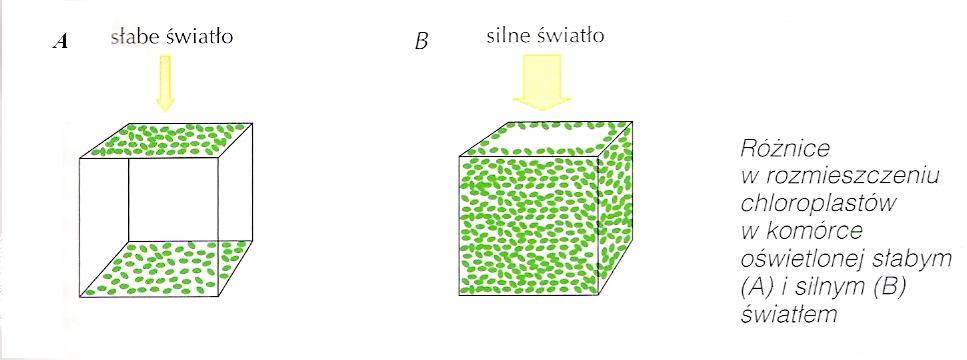 A słabe światło
B silne światło
Różnice
w rozmieszczeniu
chloroplastów
w komórce
oświetlonej słabym
(A) i silnym (B)
światłem